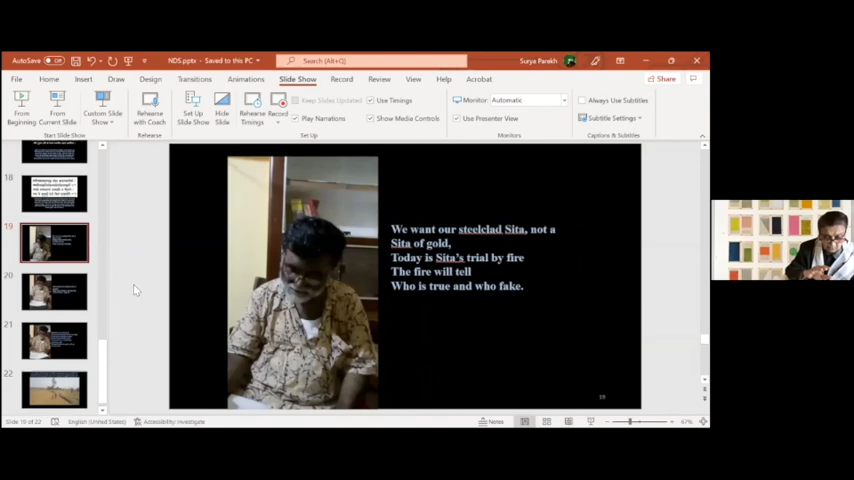 AutoSave Off NDS.pptx - Saved to this PC Search (Alt+Q) Surya Parekh
File Home Insert Draw Design Transitions Animations Slide Show Record Review View Help Acrobat Share
From Beginning From Current Slide Custom Slide Show Rehearse with Coach Set Up Slide Show Hide Slide Rehearse Timings Record
Keep Slides Updated Use Timings
Play Narrations Show Media Controls
Monitor: Automatic
Use Presenter View
Always Use Subtitles
Subtitle Settings
Start Slide Show Rehearse Set Up Monitors Captions & Subtitles
18
19
20
21
22
We want our steelclad Sita, not a
Sita of gold,
Today is Sita's trial by fire
The fire will tell
Who is true and who fake.
19
Slide 19 of 22 English (United States) Accessibility: Investigate Notes 67%